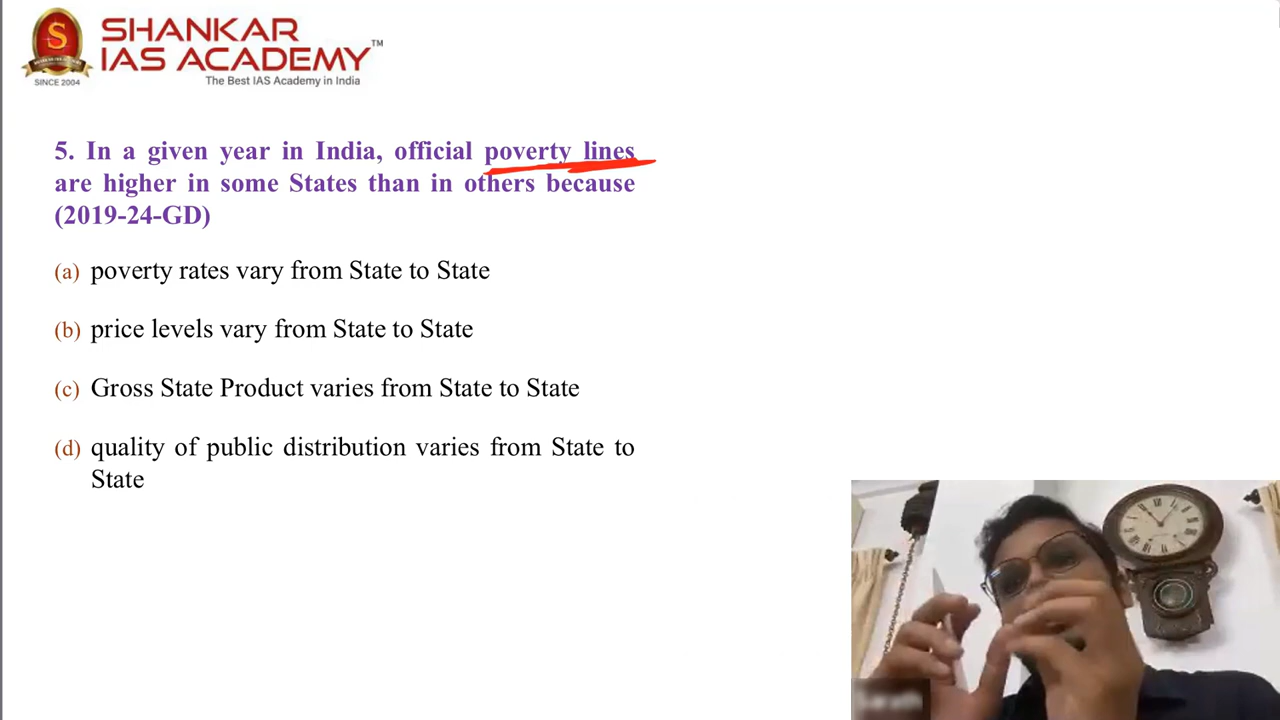 SHANKAR
IAS ACADEMY™
The Best IAS Academy in India
SINCE 2004
5. In a given year in India, official poverty lines
are higher in some States than in others because
(2019-24-GD)
(a) poverty rates vary from State to State
(b) price levels vary from State to State
(c) Gross State Product varies from State to State
(d) quality of public distribution varies from State to
State